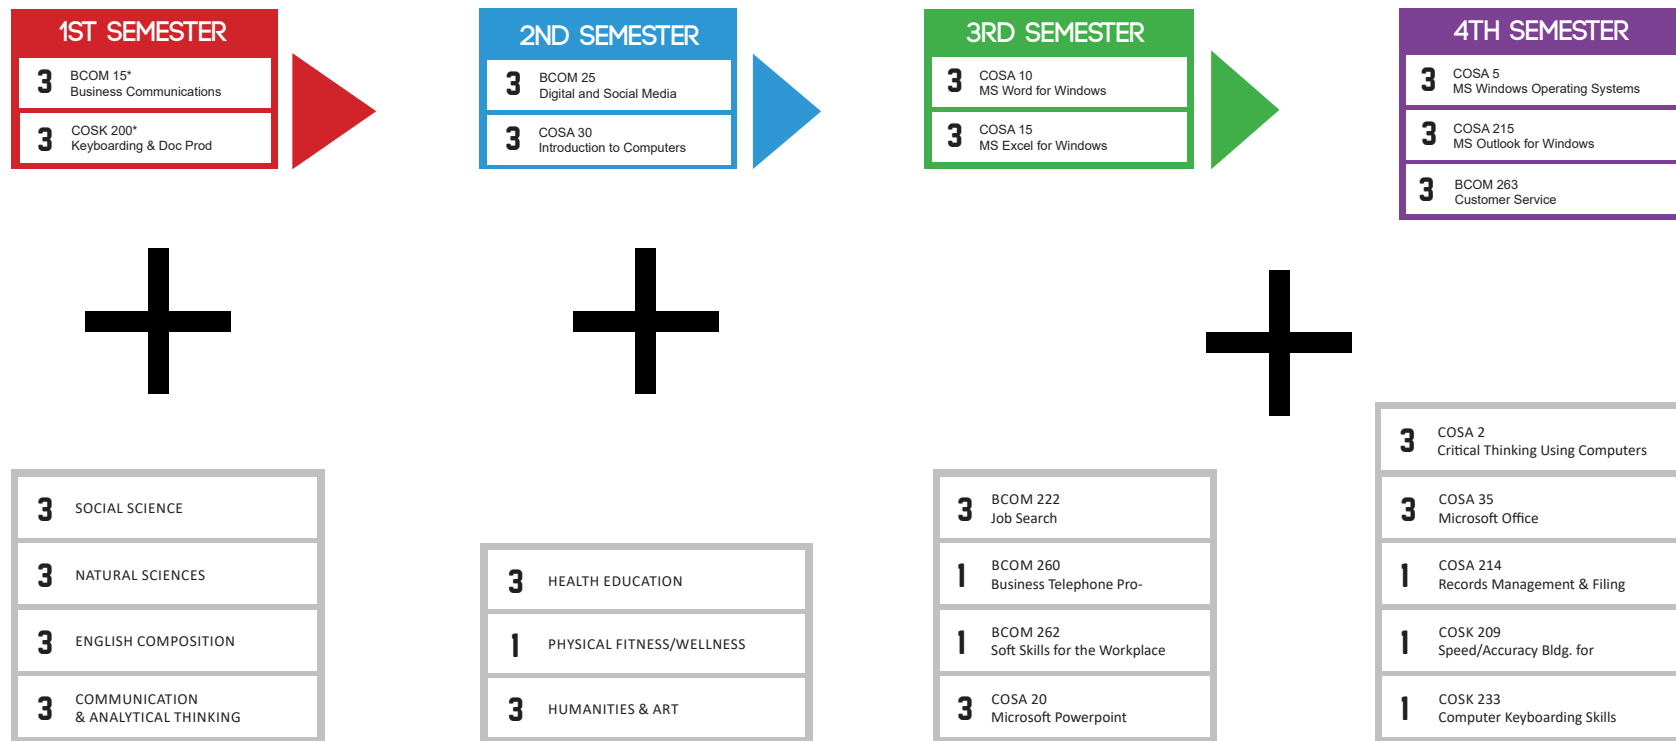 1ST SEMESTER
3
BCOM 15*
Business Communications
3
COSK 200*
Keyboarding & Doc Prod
2ND SEMESTER
3
BCOM 25
Digital and Social Media
3
COSA 30
Introduction to Computers
3RD SEMESTER
3
COSA 10
MS Word for Windows
3
COSA 15
MS Excel for Windows
4TH SEMESTER
3
COSA 5
MS Windows Operating Systems
3
COSA 215
MS Outlook for Windows
3
BCOM 263
Customer Service
3
SOCIAL SCIENCE
3
NATURAL SCIENCES
3
ENGLISH COMPOSITION
3
COMMUNICATION
& ANALYTICAL THINKING
3
HEALTH EDUCATION
1
PHYSICAL FITNESS/WELLNESS
3
HUMANITIES & ART
3
BCOM 222
Job Search
1
BCOM 260
Business Telephone Pro-
1
BCOM 262
Soft Skills for the Workplace
3
COSA 20
Microsoft Powerpoint
3
COSA 2
Critical Thinking Using Computers
3
COSA 35
Microsoft Office
1
COSA 214
Records Management & Filing
1
COSK 209
Speed/Accuracy Bldg. for
1
COSK 233
Computer Keyboarding Skills